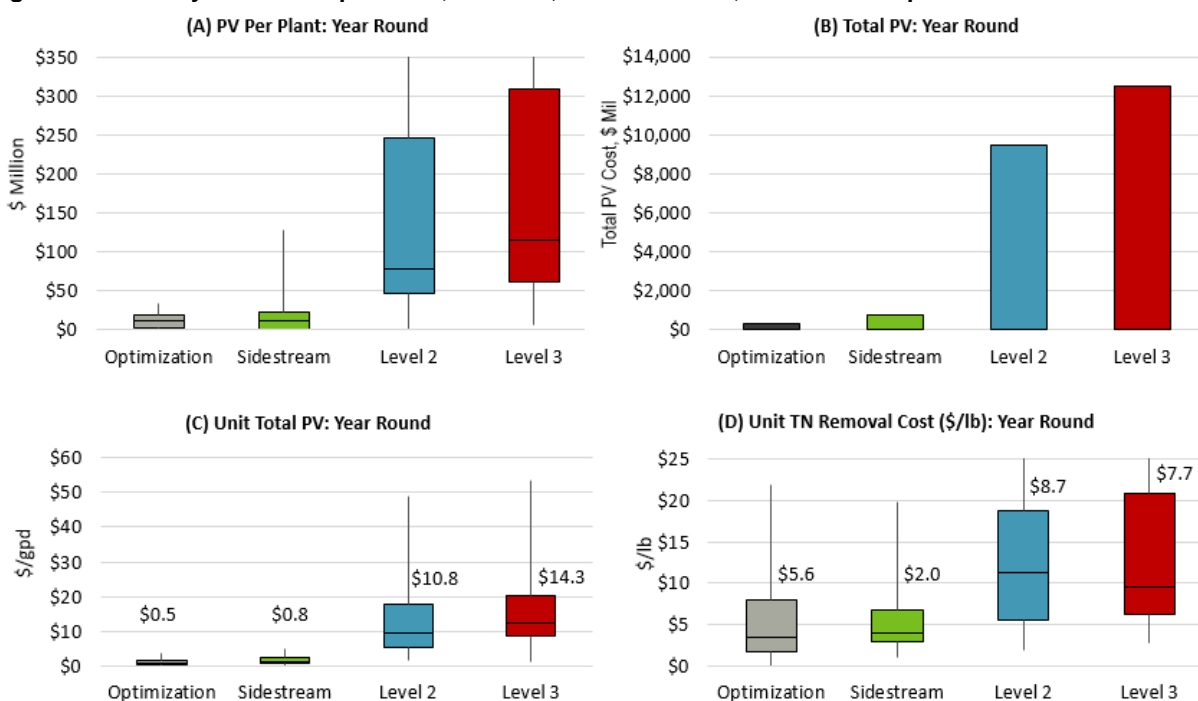 (A) PV Per Plant: Year Round
$ Million
$350
$300
$250
$200
$150
$100
$50
$0
Optimization Sidestream Level 2 Level 3
(B) Total PV: Year Round
Total PV Cost, $ Mil
$14,000
$12,000
$10,000
$8,000
$6,000
$4,000
$2,000
$0
Optimization Sidestream Level 2 Level 3
(C) Unit Total PV: Year Round
$/gpd
$60
$50
$40
$30
$20
$10
$0
$0.5 $0.8 $10.8 $14.3
Optimization Sidestream Level 2 Level 3
(D) Unit TN Removal Cost ($/lb): Year Round
$/lb
$25
$20
$15
$10
$5
$0
$5.6 $2.0 $8.7 $7.7
Optimization Sidestream Level 2 Level 3